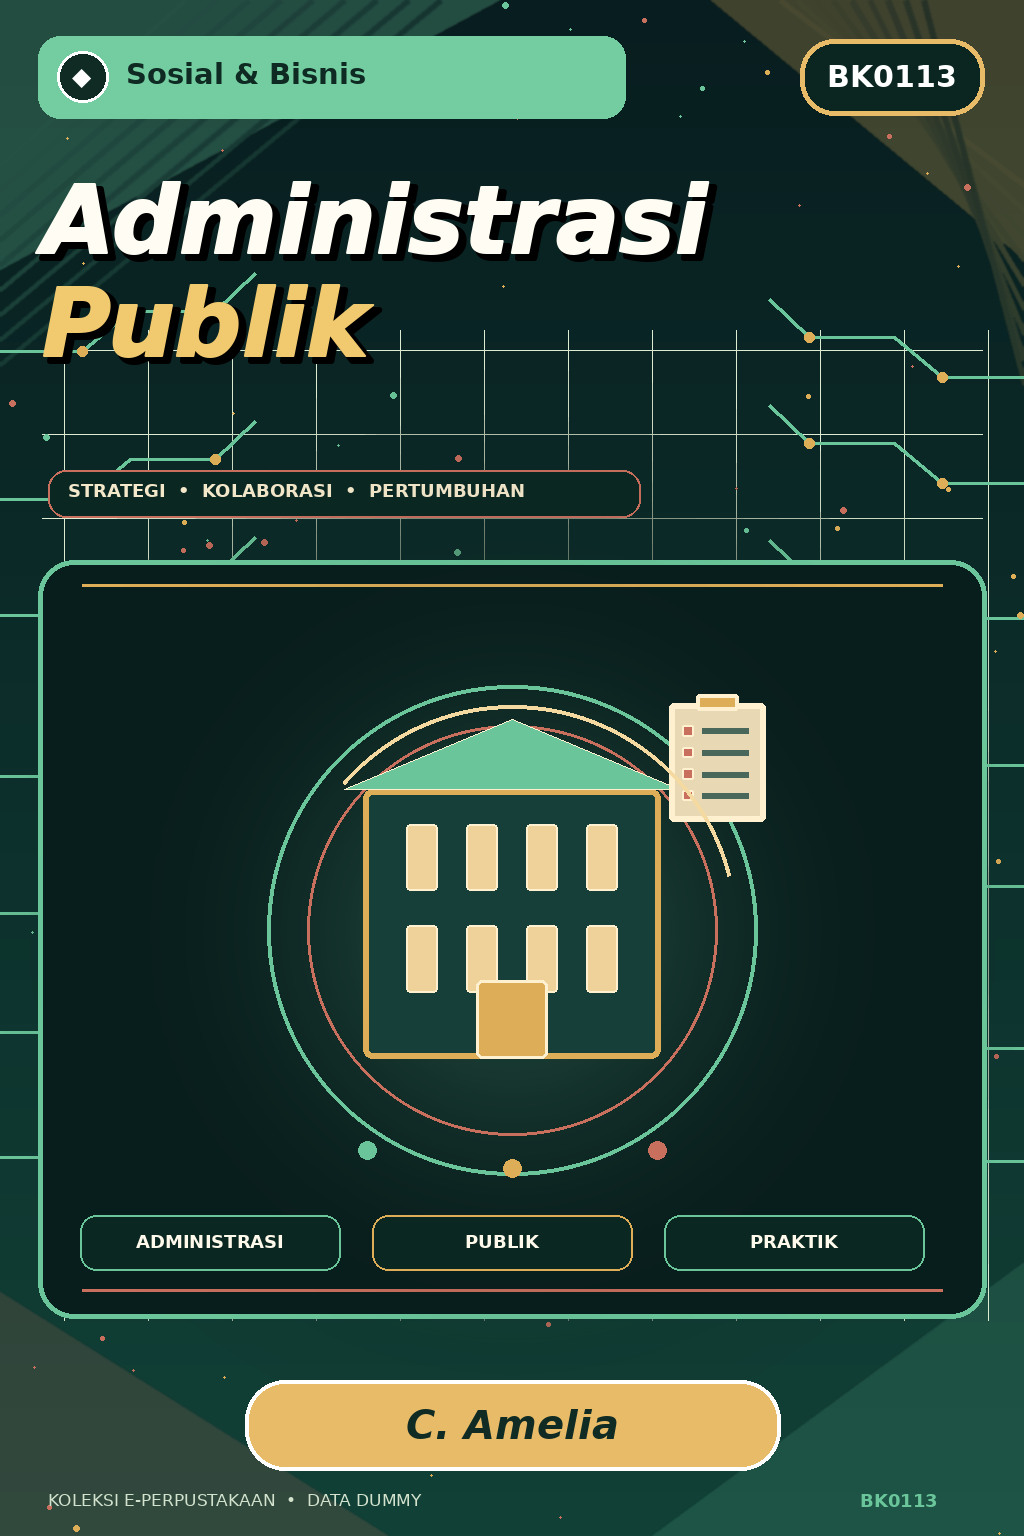 Sosial & Bisnis
BK0113
Administrasi
Publik
STRATEGI • KOLABORASI • PERTUMBUHAN
ADMINISTRASI
PUBLIK
PRAKTIK
C. Amelia
KOLEKSI E-PERPUSTAKAAN • DATA DUMMY
BK0113